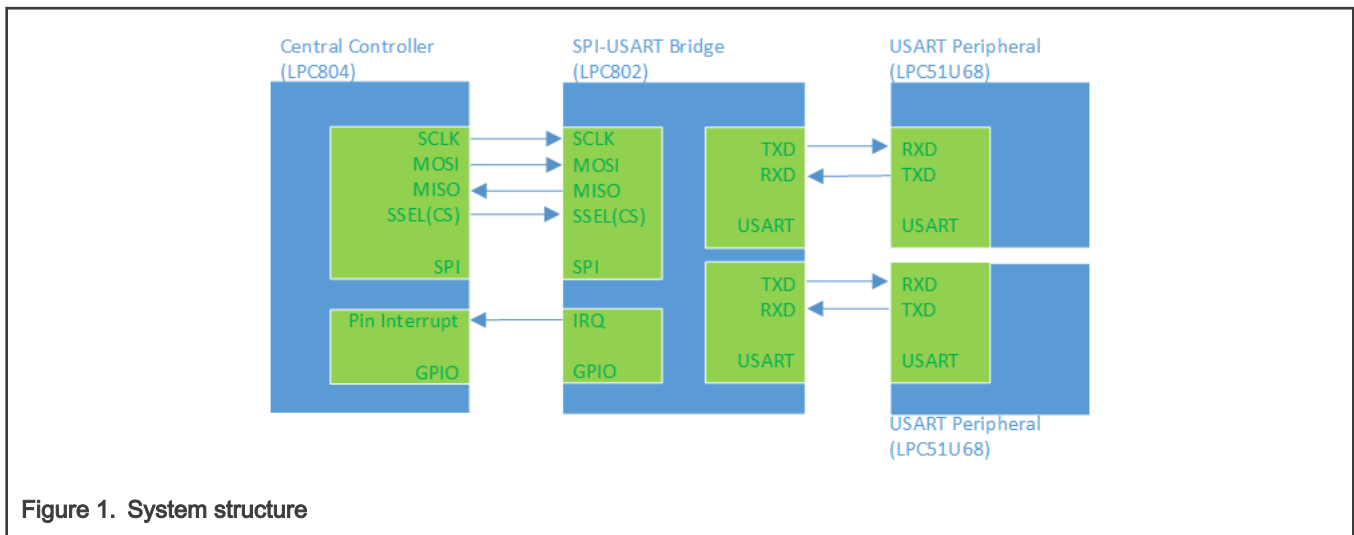 Central Controller
(LPC804)
SCLK
MOSI
MISO
SSEL(CS)
SPI
Pin Interrupt
GPIO
SPI-USART Bridge
(LPC802)
SCLK
MOSI
MISO
SSEL(CS)
SPI
IRQ
GPIO
TXD
RXD
USART
TXD
RXD
USART
USART Peripheral
(LPC51U68)
RXD
TXD
USART
RXD
TXD
USART
USART Peripheral
(LPC51U68)
Figure 1. System structure